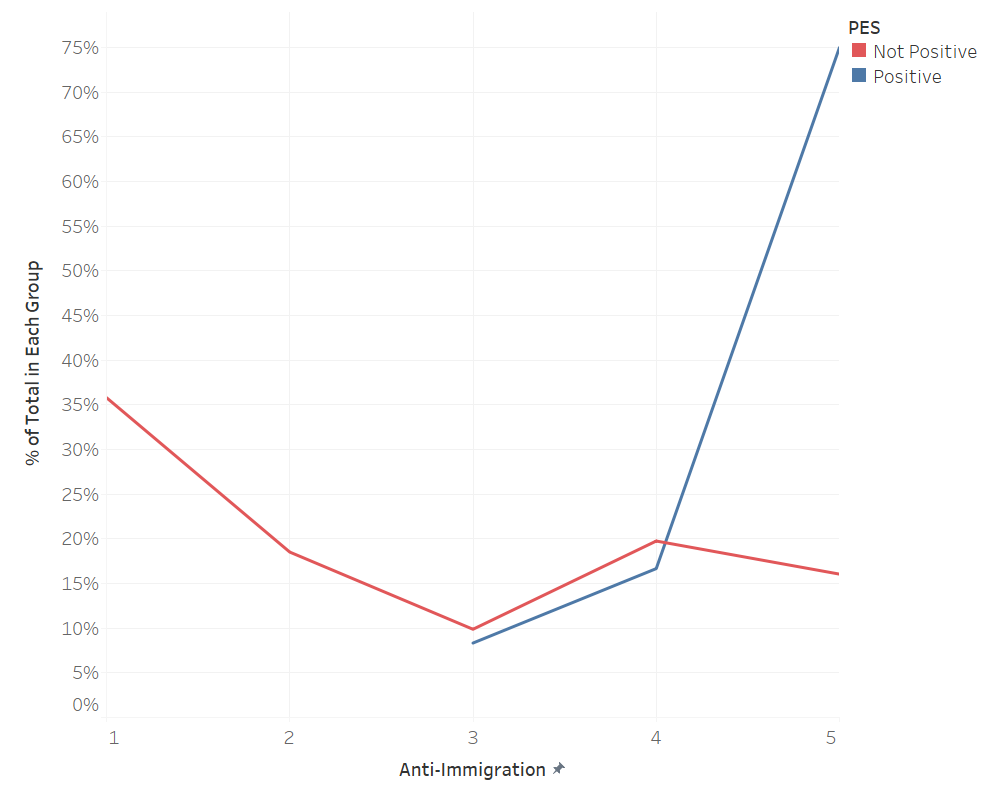 PES
Not Positive
Positive
75%
70%
65%
60%
55%
50%
45%
40%
35%
30%
25%
20%
15%
10%
5%
0%
% of Total in Each Group
1 2 3 4 5
Anti-Immigration